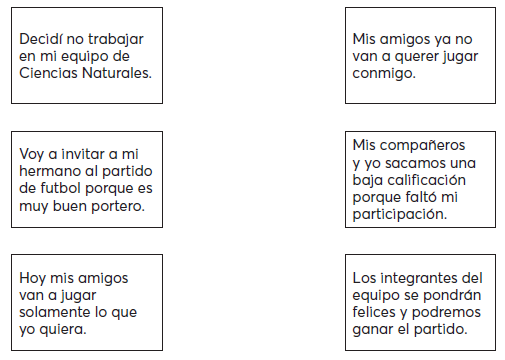 Decidí no trabajar
en mi equipo de
Ciencias Naturales.
Mis amigos ya no
van a querer jugar
conmigo.
Voy a invitar a mi
hermano al partido
de futbol porque es
muy buen portero.
Mis compañeros
y yo sacamos una
baja calificación
porque faltó mi
participación.
Hoy mis amigos
van a jugar
solamente lo que
yo quiera.
Los integrantes del
equipo se pondrán
felices y podremos
ganar el partido.